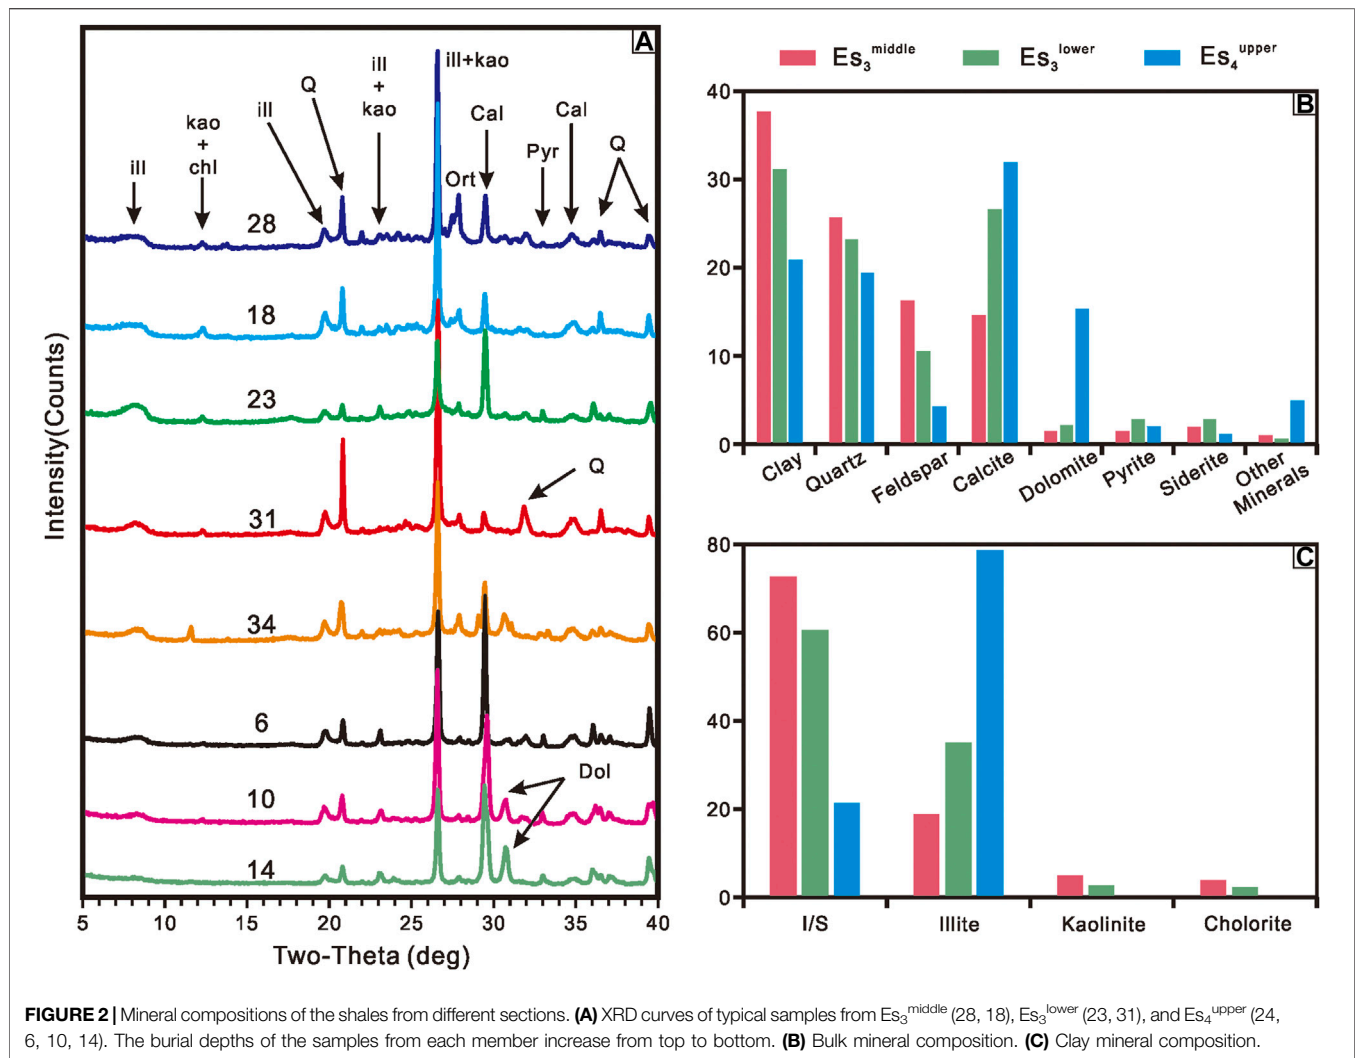 A
ill+kao
ill
+
kao
Q
ill
Cal
Cal
kao
+
chl
Q
Pyr
ill
Ort
28
18
23
Q
31
34
6
Dol
10
14
Intensity(Counts)
5 10 15 20 25 30 35 40
Two-Theta (deg)
Es3middle Es3lower Es4upper
B
40
30
20
10
0
Clay Quartz Feldspar Calcite Dolomite Pyrite Siderite Other Minerals
C
80
60
40
20
0
I/S Illite Kaolinite Cholorite
FIGURE 2 | Mineral compositions of the shales from different sections. (A) XRD curves of typical samples from Es3middle (28, 18), Es3lower (23, 31), and Es4upper (24,
6, 10, 14). The burial depths of the samples from each member increase from top to bottom. (B) Bulk mineral composition. (C) Clay mineral composition.